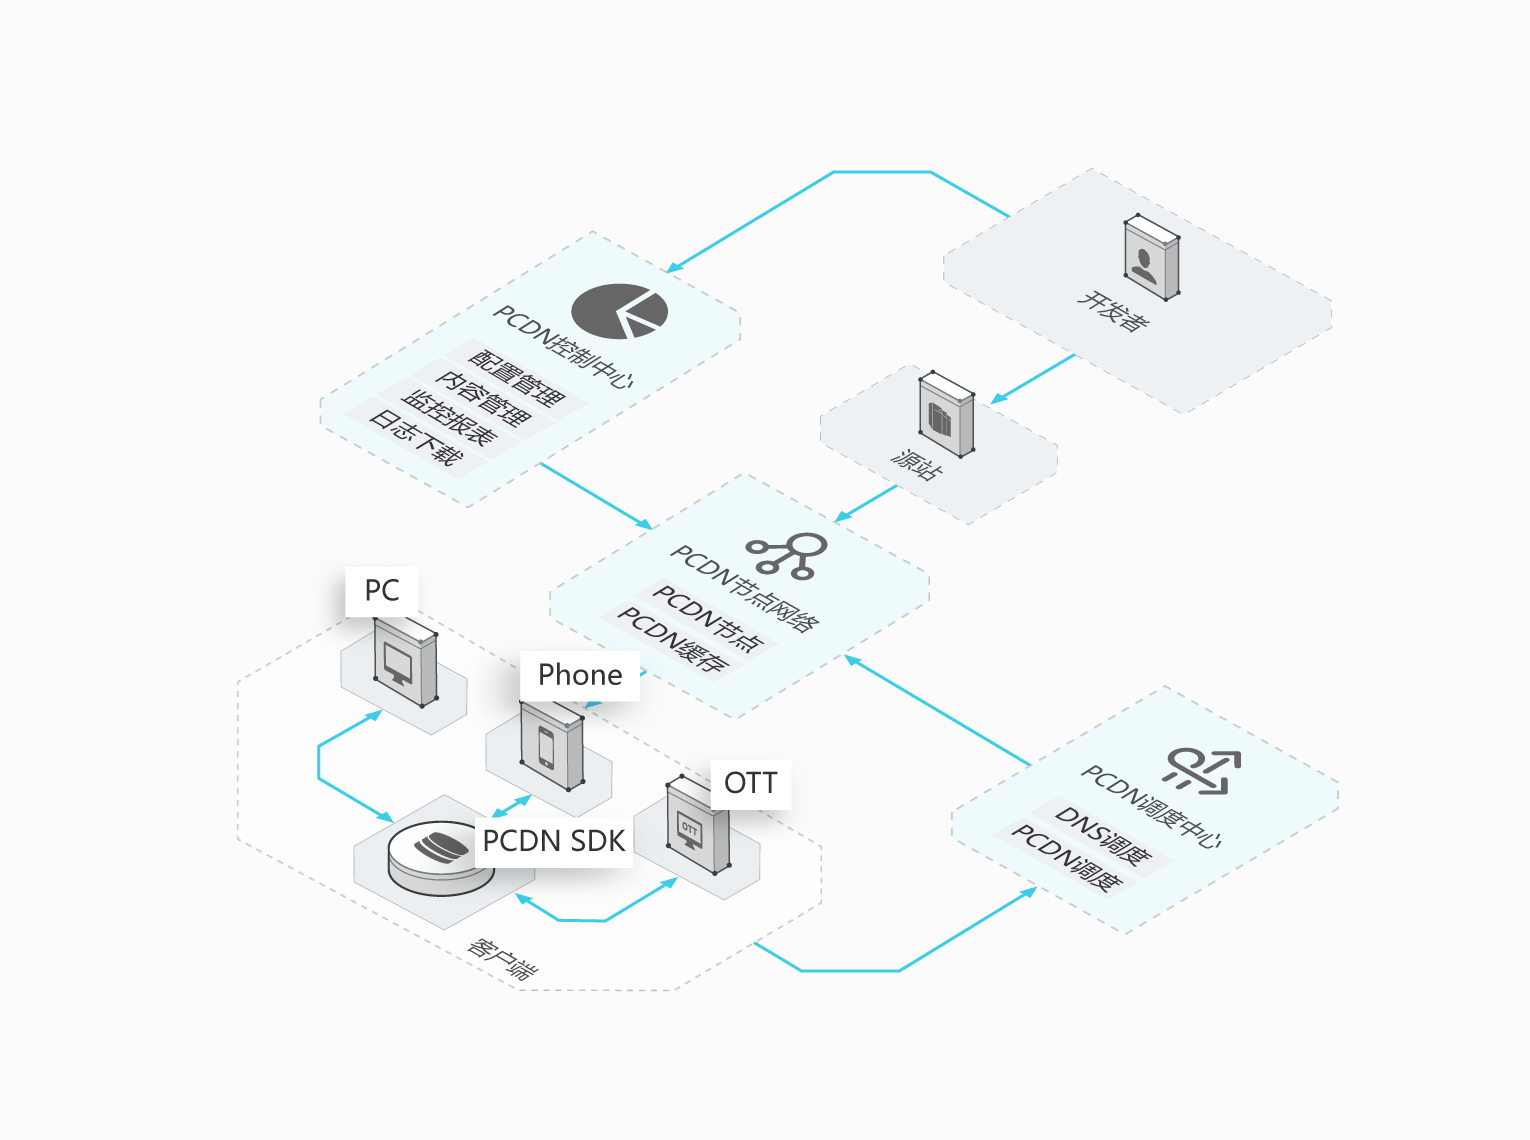 开发者
PCDN控制中心
配置管理
内容管理
监控报表
日志下载
源站
PCDN节点网络
PCDN节点
PCDN缓存
PC
Phone
OTT
OTT
PCDN SDK
客户端
PCDN调度中心
DNS调度
PCDN调度